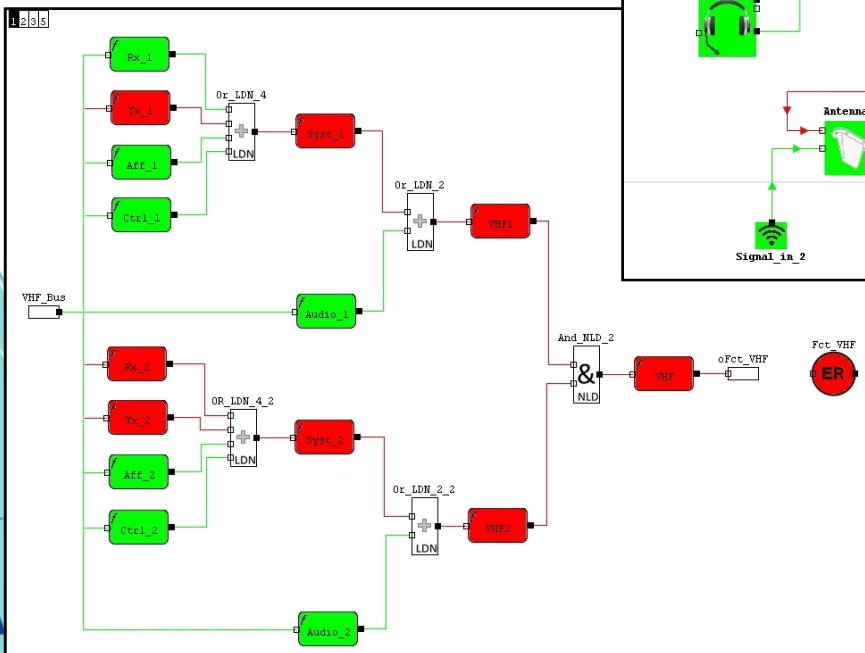 1 2 3 5
Rx_1
Or_LDN_4
Tx_1
LDN
Syst_1
Aff_1
Ctrl_1
Or_LDN_2
LDN
VHF1
VHF_Bus
Audio_1
And_NLD_2
&
NLD
VHF
oFct_VHF
Fct_VHF
ER
Rx_2
OR_LDN_4_2
Tx_2
LDN
Syst_2
Aff_2
Ctrl_2
Or_LDN_2_2
LDN
VHF2
Audio_2
Antenna
Signal_in_2